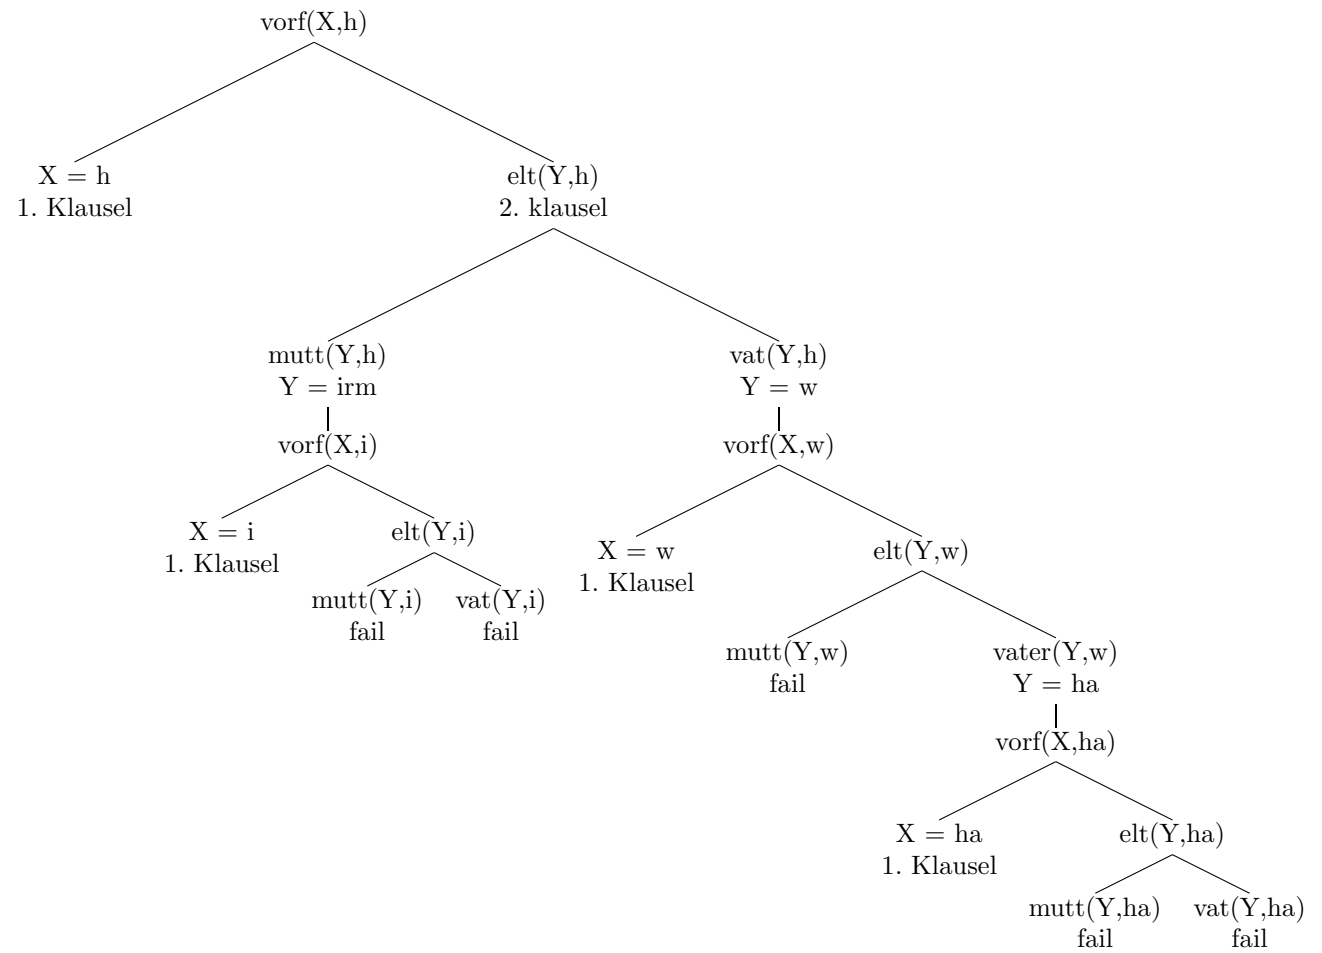 vorf(X,h)
X = h
1. Klausel
elt(Y,h)
2. klausel
mutt(Y,h)
Y = irm
vat(Y,h)
Y = w
vorf(X,i)
vorf(X,w)
X = i
1. Klausel
elt(Y,i)
X = w
1. Klausel
elt(Y,w)
mutt(Y,i)
fail
vat(Y,i)
fail
mutt(Y,w)
fail
vater(Y,w)
Y = ha
vorf(X,ha)
X = ha
1. Klausel
elt(Y,ha)
mutt(Y,ha)
fail
vat(Y,ha)
fail